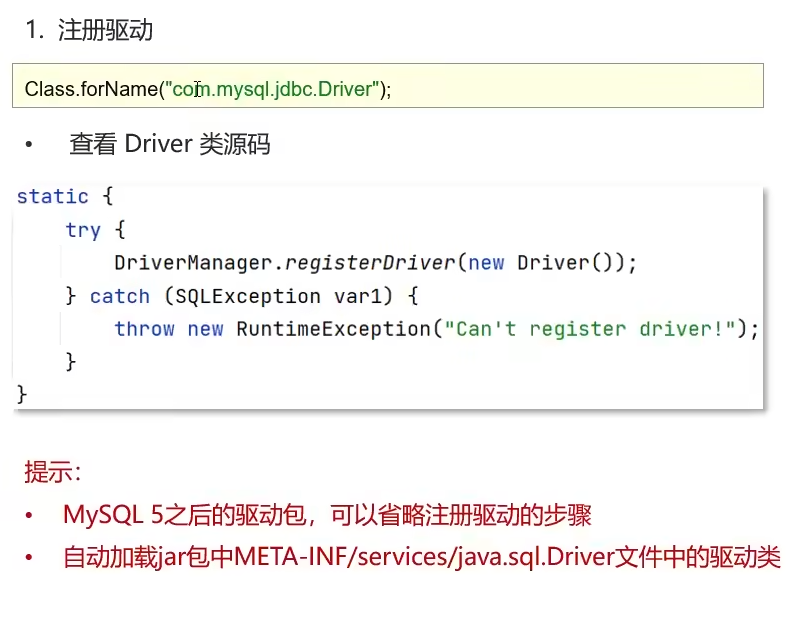 1. 注册驱动
Class.forName("com.mysql.jdbc.Driver");
• 查看 Driver 类源码
static {
    try {
        DriverManager.registerDriver(new Driver());
    } catch (SQLException var1) {
        throw new RuntimeException("Can't register driver!");
    }
}
提示：
• MySQL 5之后的驱动包，可以省略注册驱动的步骤
• 自动加载jar包中META-INF/services/java.sql.Driver文件中的驱动类